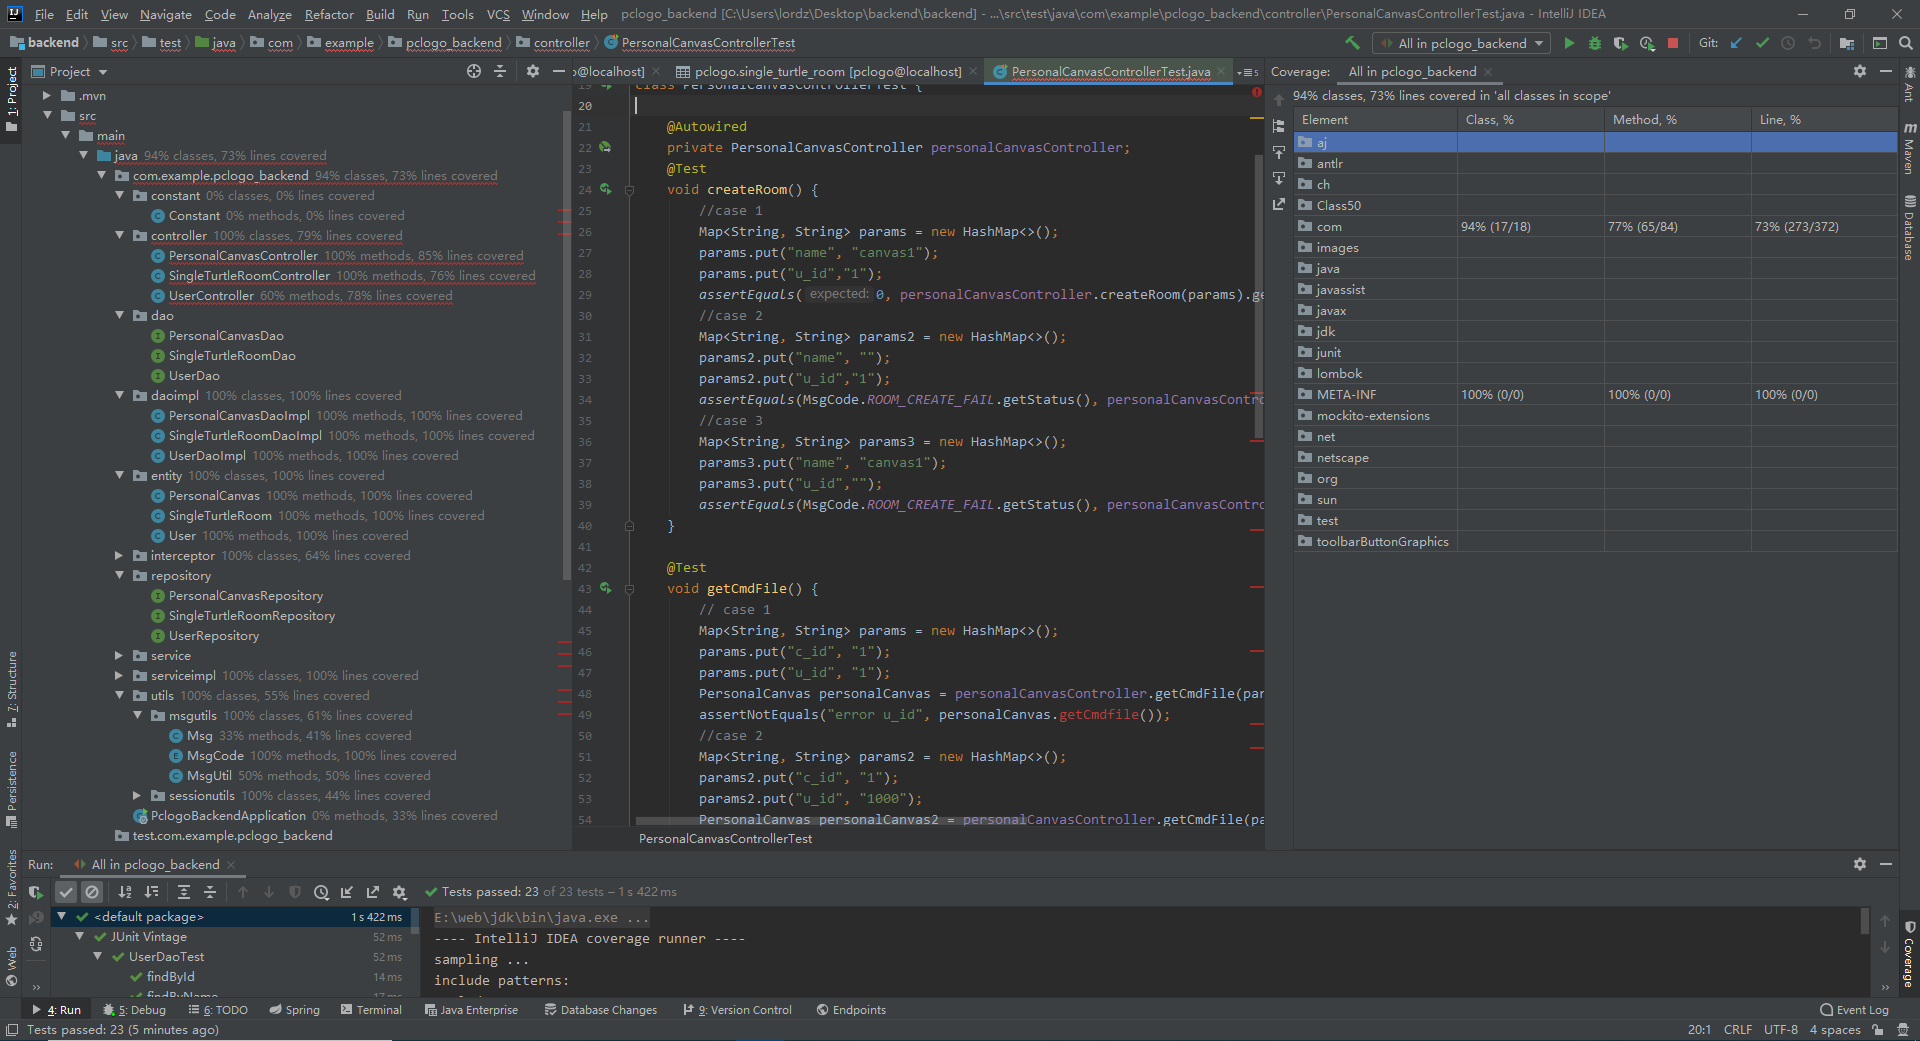 File Edit View Navigate Code Analyze Refactor Build Run Tools VCS Window Help pclogo_backend [C:\Users\lordz\Desktop\backend\backend] - ...\src\test\java\com\example\pclogo_backend\controller\PersonalCanvasControllerTest.java - IntelliJ IDEA
backend src test java com example pclogo_backend controller PersonalCanvasControllerTest All in pclogo_backend Git:
Project
o@localhost] pclogo.single_turtle_room [pclogo@localhost] PersonalCanvasControllerTest.java 5
Coverage: All in pclogo_backend
1: Project
7: Structure
Persistence
2: Favorites
Web
.mvn
src
main
java 94% classes, 73% lines covered
com.example.pclogo_backend 94% classes, 73% lines covered
constant 0% classes, 0% lines covered
Constant 0% methods, 0% lines covered
controller 100% classes, 79% lines covered
PersonalCanvasController 100% methods, 85% lines covered
SingleTurtleRoomController 100% methods, 76% lines covered
UserController 60% methods, 78% lines covered
dao
PersonalCanvasDao
SingleTurtleRoomDao
UserDao
daoimpl 100% classes, 100% lines covered
PersonalCanvasDaoImpl 100% methods, 100% lines covered
SingleTurtleRoomDaoImpl 100% methods, 100% lines covered
UserDaoImpl 100% methods, 100% lines covered
entity 100% classes, 100% lines covered
PersonalCanvas 100% methods, 100% lines covered
SingleTurtleRoom 100% methods, 100% lines covered
User 100% methods, 100% lines covered
interceptor 100% classes, 64% lines covered
repository
PersonalCanvasRepository
SingleTurtleRoomRepository
UserRepository
service
serviceimpl 100% classes, 100% lines covered
utils 100% classes, 55% lines covered
msgutils 100% classes, 61% lines covered
Msg 33% methods, 41% lines covered
MsgCode 100% methods, 100% lines covered
MsgUtil 50% methods, 50% lines covered
sessionutils 100% classes, 44% lines covered
PclogoBackendApplication 0% methods, 33% lines covered
test.com.example.pclogo_backend
19 class PersonalCanvasControllerTest {
20
21 @Autowired
22 private PersonalCanvasController personalCanvasController;
23 @Test
24 void createRoom() {
25 //case 1
26 Map<String, String> params = new HashMap<>();
27 params.put("name", "canvas1");
28 params.put("u_id","1");
29 assertEquals( expected: 0, personalCanvasController.createRoom(params).ge
30 //case 2
31 Map<String, String> params2 = new HashMap<>();
32 params2.put("name", "");
33 params2.put("u_id","1");
34 assertEquals(MsgCode.ROOM_CREATE_FAIL.getStatus(), personalCanvasContro
35 //case 3
36 Map<String, String> params3 = new HashMap<>();
37 params3.put("name", "canvas1");
38 params3.put("u_id","");
39 assertEquals(MsgCode.ROOM_CREATE_FAIL.getStatus(), personalCanvasContro
40 }
41
42 @Test
43 void getCmdFile() {
44 // case 1
45 Map<String, String> params = new HashMap<>();
46 params.put("c_id", "1");
47 params.put("u_id", "1");
48 PersonalCanvas personalCanvas = personalCanvasController.getCmdFile(par
49 assertNotEquals("error u_id", personalCanvas.getCmdfile());
50 //case 2
51 Map<String, String> params2 = new HashMap<>();
52 params2.put("c_id", "1");
53 params2.put("u_id", "1000");
54 PersonalCanvas personalCanvas2 = personalCanvasController.getCmdFile(pa
PersonalCanvasControllerTest
94% classes, 73% lines covered in 'all classes in scope'
Element Class, % Method, % Line, %
aj
antlr
ch
Class50
com 94% (17/18) 77% (65/84) 73% (273/372)
images
java
javassist
javax
jdk
junit
lombok
META-INF 100% (0/0) 100% (0/0) 100% (0/0)
mockito-extensions
net
netscape
org
sun
test
toolbarButtonGraphics
Ant
Maven
Database
Coverage
Run: All in pclogo_backend
Tests passed: 23 of 23 tests – 1 s 422 ms
<default package> 1 s 422 ms
JUnit Vintage 52 ms
UserDaoTest 52 ms
findById 14 ms
findByName 17 ms
E:\web\jdk\bin\java.exe ...
---- IntelliJ IDEA coverage runner ----
sampling ...
include patterns:
4: Run 5: Debug 6: TODO Spring Terminal Java Enterprise Database Changes 9: Version Control Endpoints Event Log
Tests passed: 23 (5 minutes ago) 20:1 CRLF UTF-8 4 spaces